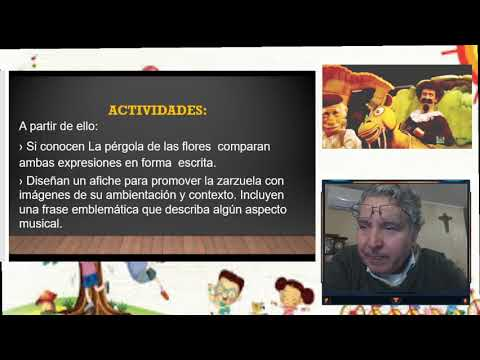 ACTIVIDADES:
A partir de ello:
› Si conocen La pérgola de las flores comparan
ambas expresiones en forma escrita.
› Diseñan un afiche para promover la zarzuela con
imágenes de su ambientación y contexto. Incluyen
una frase emblemática que describa algún aspecto
musical.